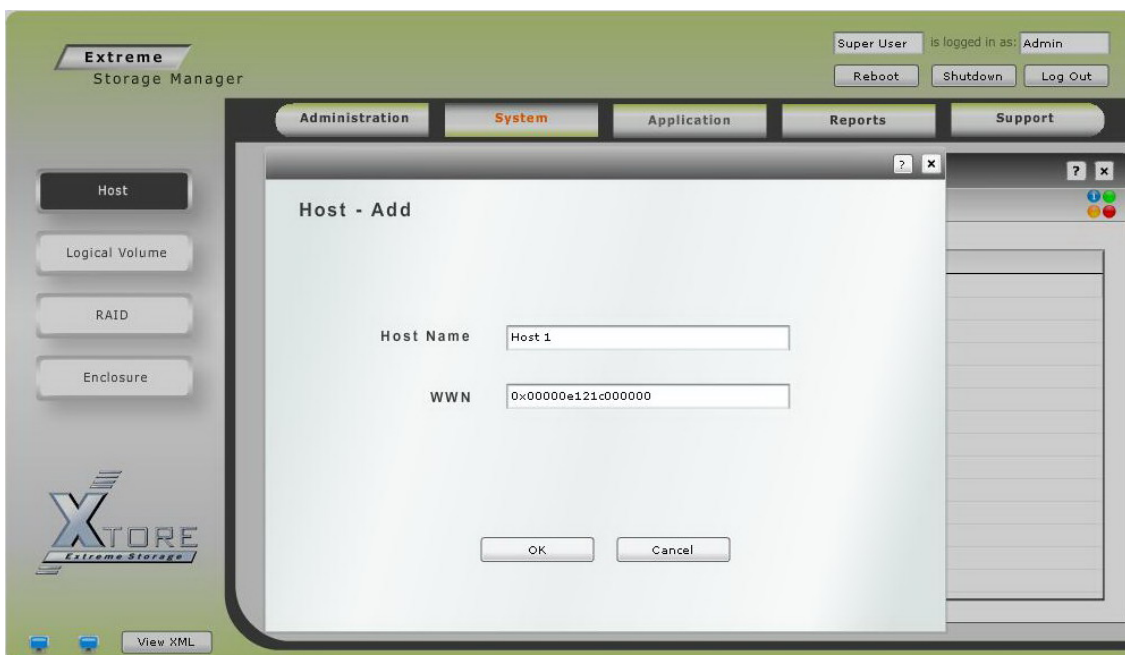 Extreme
Storage Manager
Super User is logged in as: Admin
Reboot Shutdown Log Out
Administration System Application Reports Support
? ×
? ×
Host
Logical Volume
RAID
Enclosure
Host - Add
Host Name Host 1
WWN 0x00000e121c000000
OK Cancel
XTORE
Extreme Storage
View XML